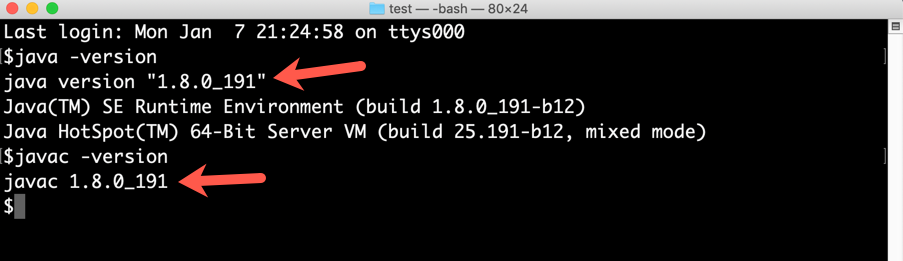 test — -bash — 80×24
Last login: Mon Jan  7 21:24:58 on ttys000
[$java -version ]
java version "1.8.0_191"
Java(TM) SE Runtime Environment (build 1.8.0_191-b12)
Java HotSpot(TM) 64-Bit Server VM (build 25.191-b12, mixed mode)
[$javac -version ]
javac 1.8.0_191
$